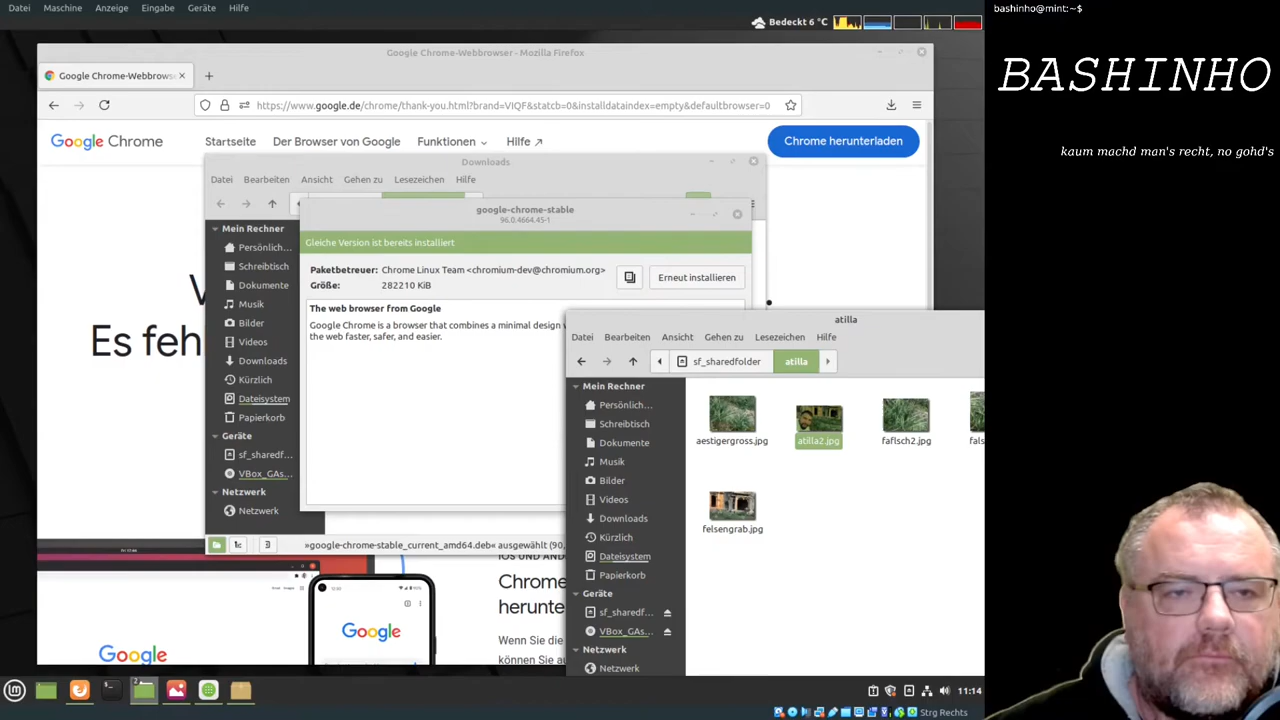 Datei Maschine Anzeige Eingabe Geräte Hilfe
Bedeckt 6 °C
bashinho@mint:~$
BASHINHO
kaum machd man's recht, no gohd's
Google Chrome-Webbrowser - Mozilla Firefox
Google Chrome-Webbrowse
https://www.google.de/chrome/thank-you.html?brand=VIQF&statcb=0&installdataindex=empty&defaultbrowser=0
Google Chrome Startseite Der Browser von Google Funktionen Hilfe Chrome herunterladen
Es feh
Downloads
Datei Bearbeiten Ansicht Gehen zu Lesezeichen Hilfe
Mein Rechner
Persönlich...
Schreibtisch
Dokumente
Musik
Bilder
Videos
Downloads
Kürzlich
Dateisystem
Papierkorb
Geräte
sf_sharedf...
VBox_GAs...
Netzwerk
Netzwerk
»google-chrome-stable_current_amd64.deb« ausgewählt (90,
google-chrome-stable
96.0.4664.45-1
Gleiche Version ist bereits installiert
Paketbetreuer: Chrome Linux Team <chromium-dev@chromium.org>
Größe: 282210 KiB
Erneut installieren
The web browser from Google
Google Chrome is a browser that combines a minimal design
the web faster, safer, and easier.
atilla
Datei Bearbeiten Ansicht Gehen zu Lesezeichen Hilfe
sf_sharedfolder atilla
Mein Rechner
Persönlich...
Schreibtisch
Dokumente
Musik
Bilder
Videos
Downloads
Kürzlich
Dateisystem
Papierkorb
Geräte
sf_sharedf...
VBox_GAs...
Netzwerk
Netzwerk
aestigergross.jpg atilla2.jpg faflsch2.jpg fals
felsengrab.jpg
Google
Google
IOS UND AND
Chrome
herunter
Wenn Sie die
können Sie au
11:14
Strg Rechts